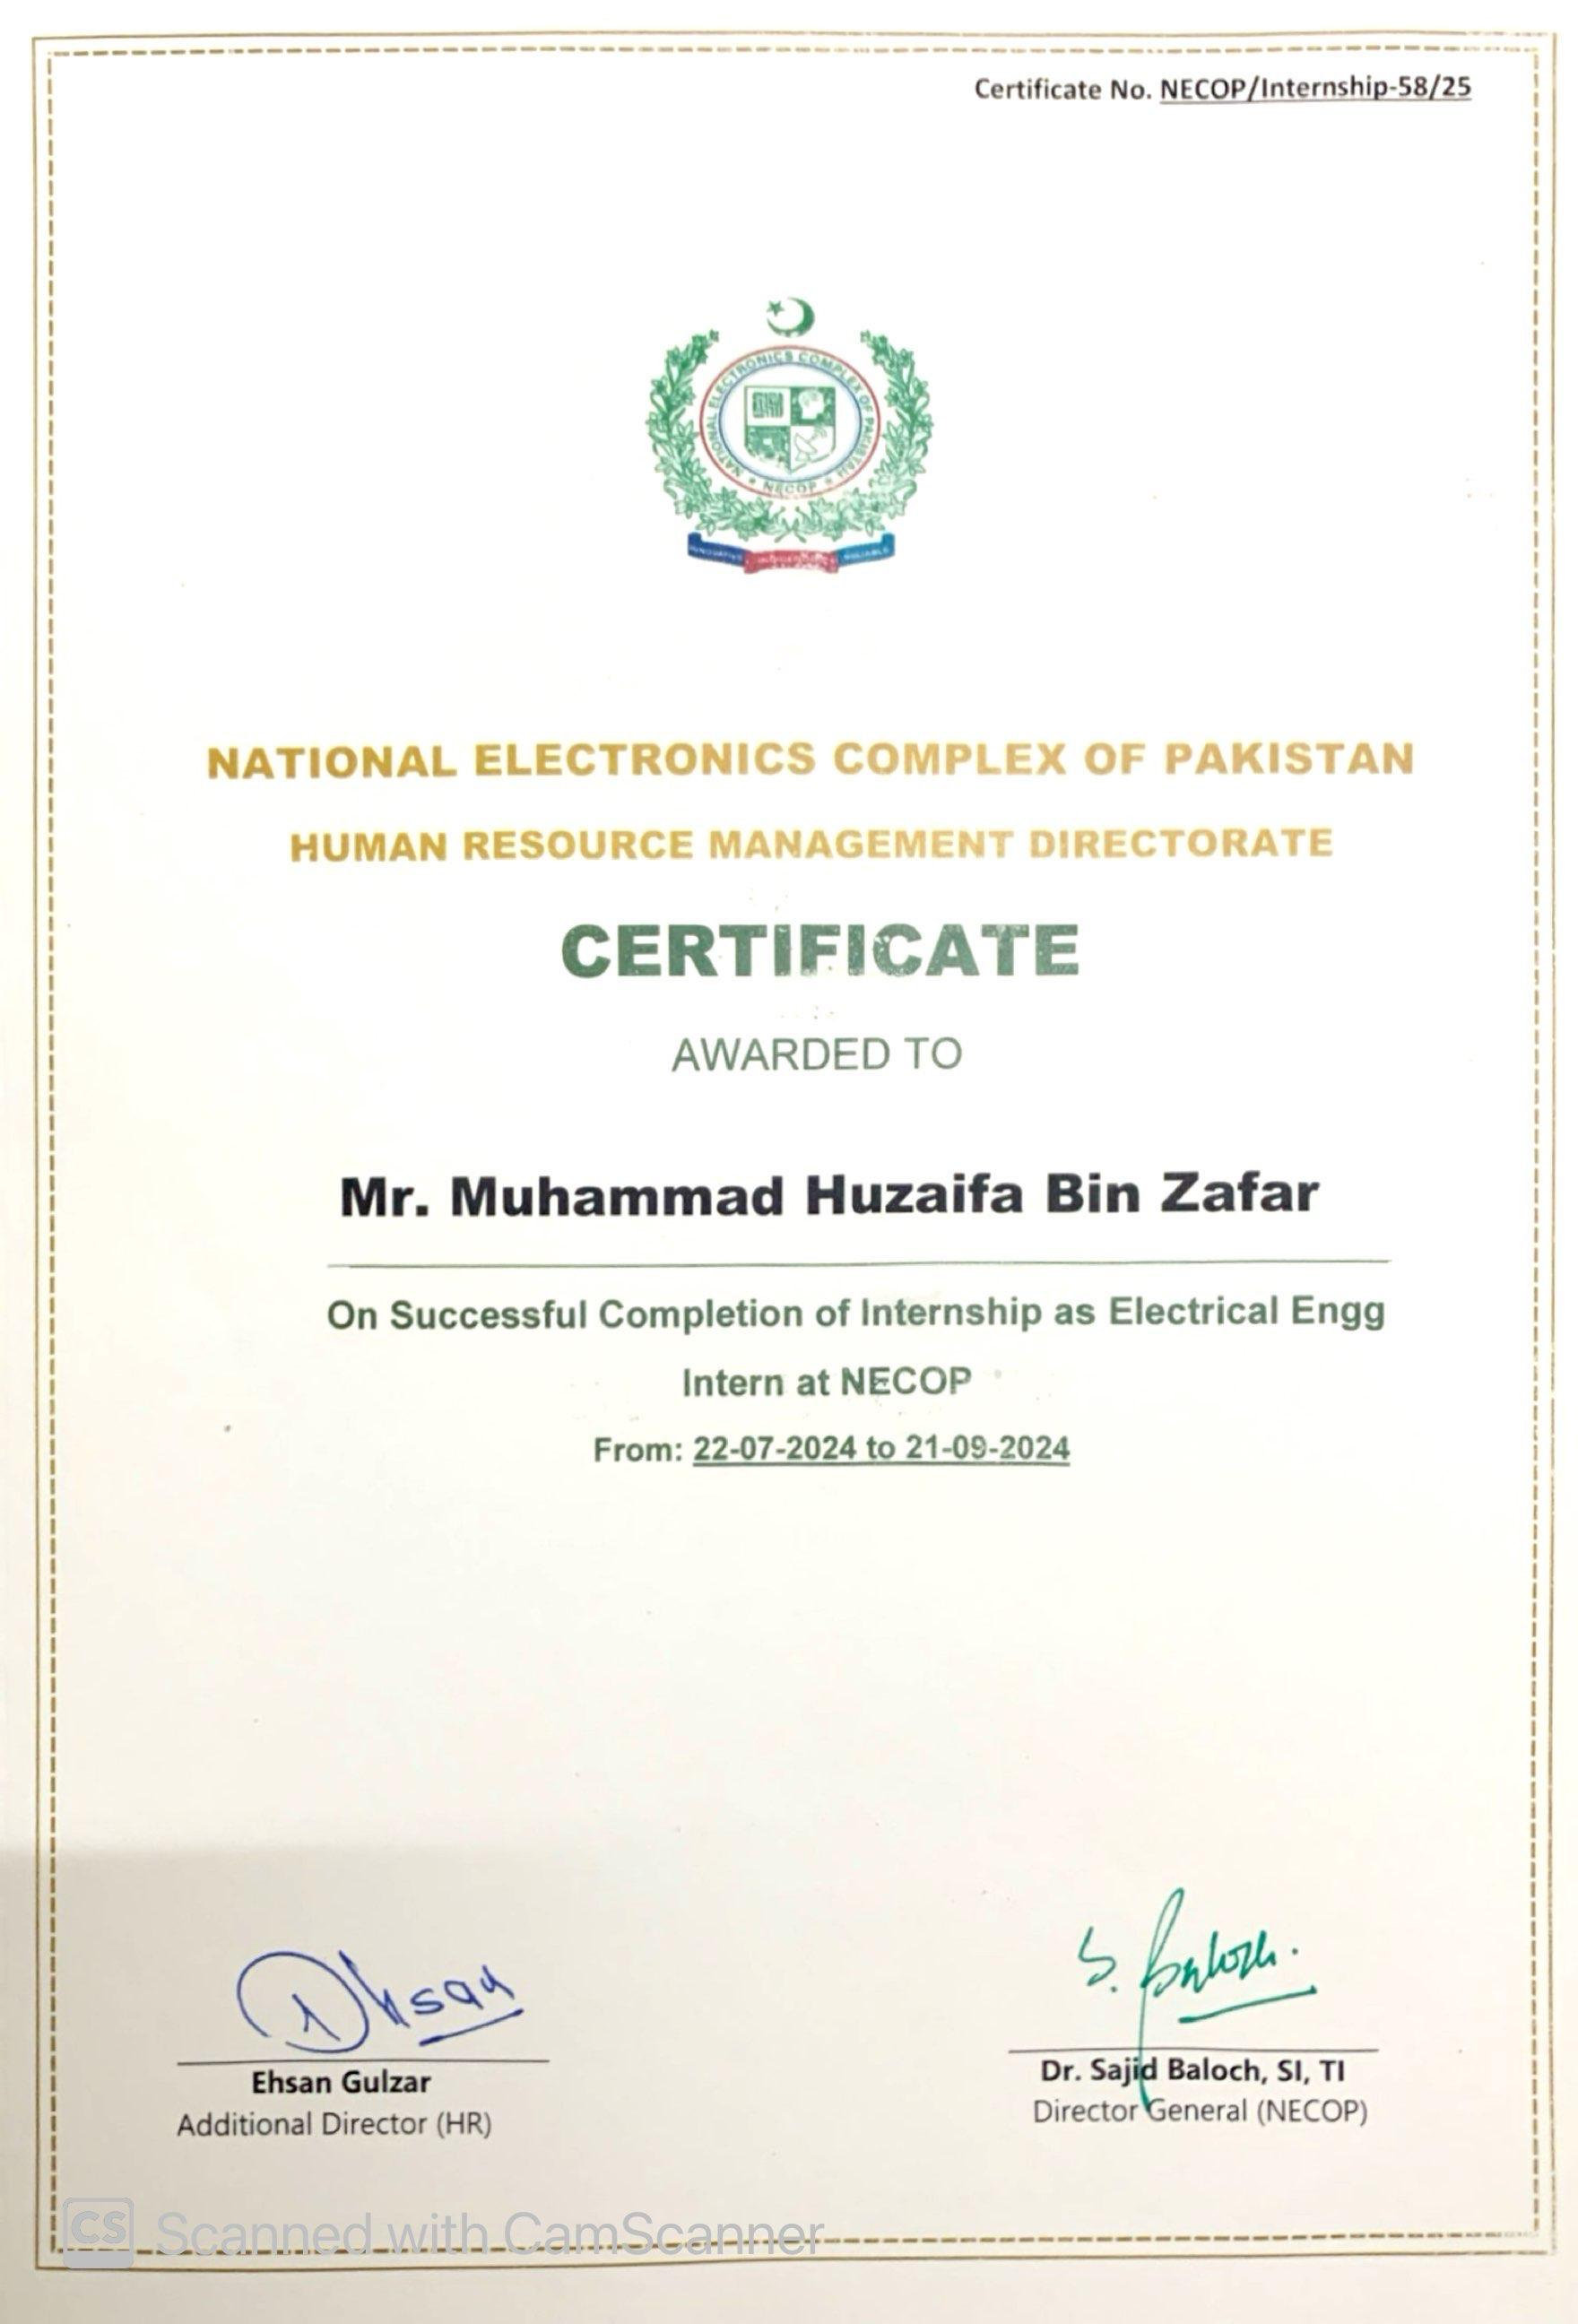 Certificate No. NECOP/Internship-58/25
NATIONAL ELECTRONICS COMPLEX OF PAKISTAN
NECOP
INNOVATIVE
RELIABLE
NATIONAL ELECTRONICS COMPLEX OF PAKISTAN
HUMAN RESOURCE MANAGEMENT DIRECTORATE
CERTIFICATE
AWARDED TO
Mr. Muhammad Huzaifa Bin Zafar
On Successful Completion of Internship as Electrical Engg
Intern at NECOP
From: 22-07-2024 to 21-09-2024
Ehsan
S. Baloch.
Ehsan Gulzar
Dr. Sajid Baloch, SI, TI
Additional Director (HR)
Director General (NECOP)
CS Scanned with CamScanner